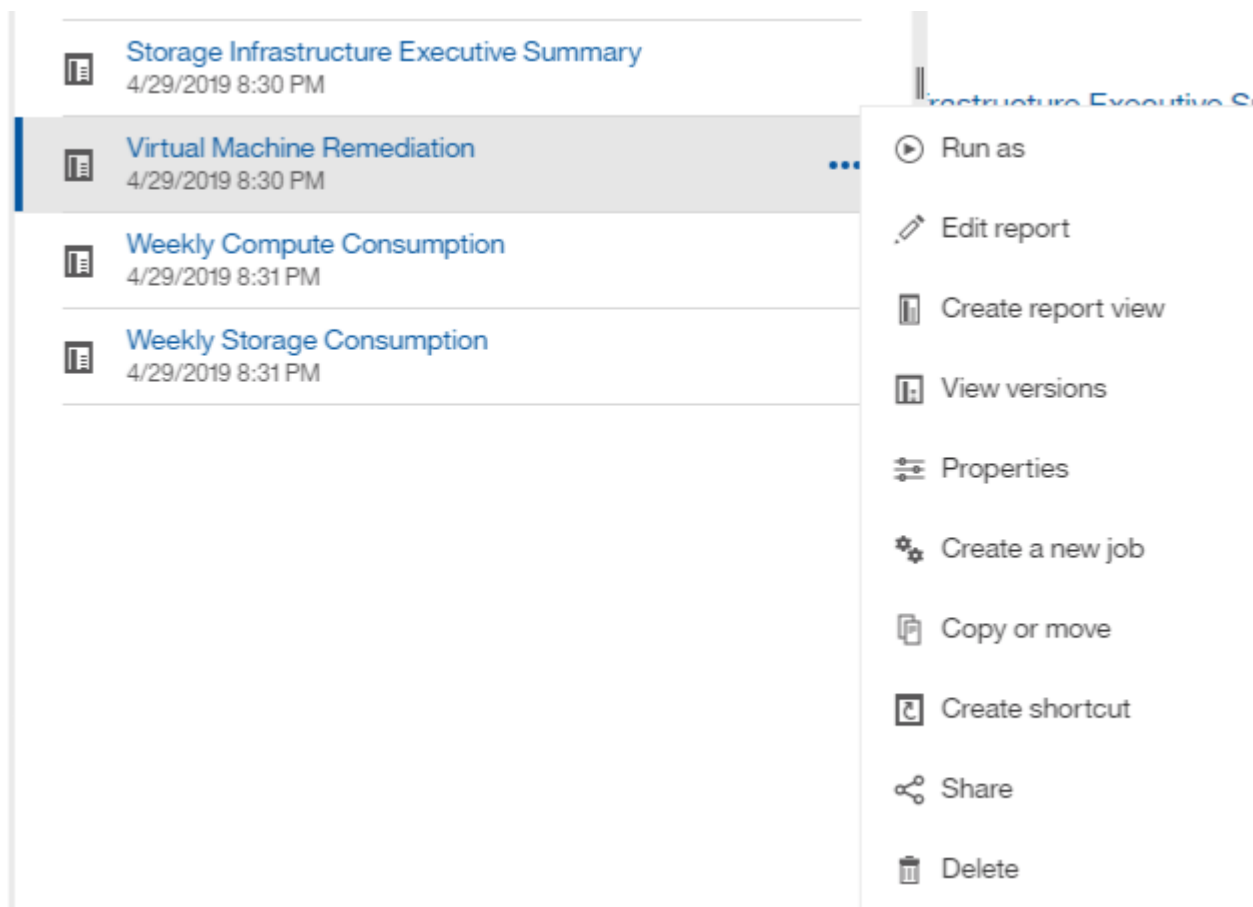 Storage Infrastructure Executive Summary
4/29/2019 8:30 PM
frastructure Executive S
Virtual Machine Remediation
4/29/2019 8:30 PM
Weekly Compute Consumption
4/29/2019 8:31 PM
Weekly Storage Consumption
4/29/2019 8:31 PM
Run as
Edit report
Create report view
View versions
Properties
Create a new job
Copy or move
Create shortcut
Share
Delete